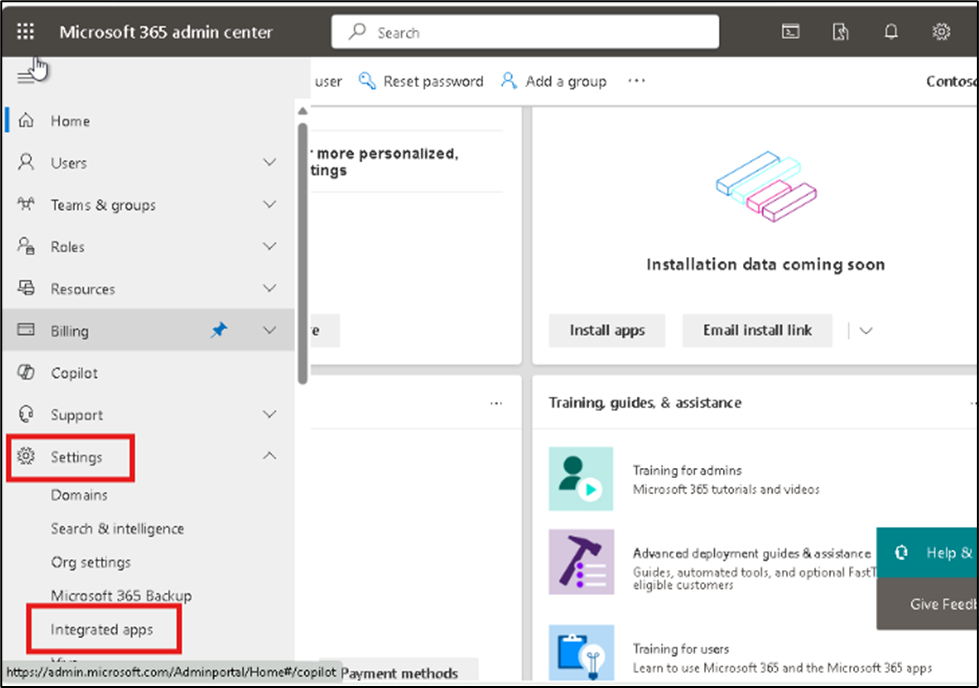 Microsoft 365 admin center
Search
user
Reset password
Add a group
Contoso
Home
Users
Teams & groups
Roles
Resources
Billing
Copilot
Support
Settings
Domains
Search & intelligence
Org settings
Microsoft 365 Backup
Integrated apps
https://admin.microsoft.com/Adminportal/Home#/copilot
r more personalized,
tings
Payment methods
Installation data coming soon
Install apps
Email install link
Training, guides, & assistance
Training for admins
Microsoft 365 tutorials and videos
Advanced deployment guides & assistance
Guides, automated tools, and optional FastT
eligible customers
Training for users
Learn to use Microsoft 365 and the Microsoft 365 apps
Help &
Give Feedb